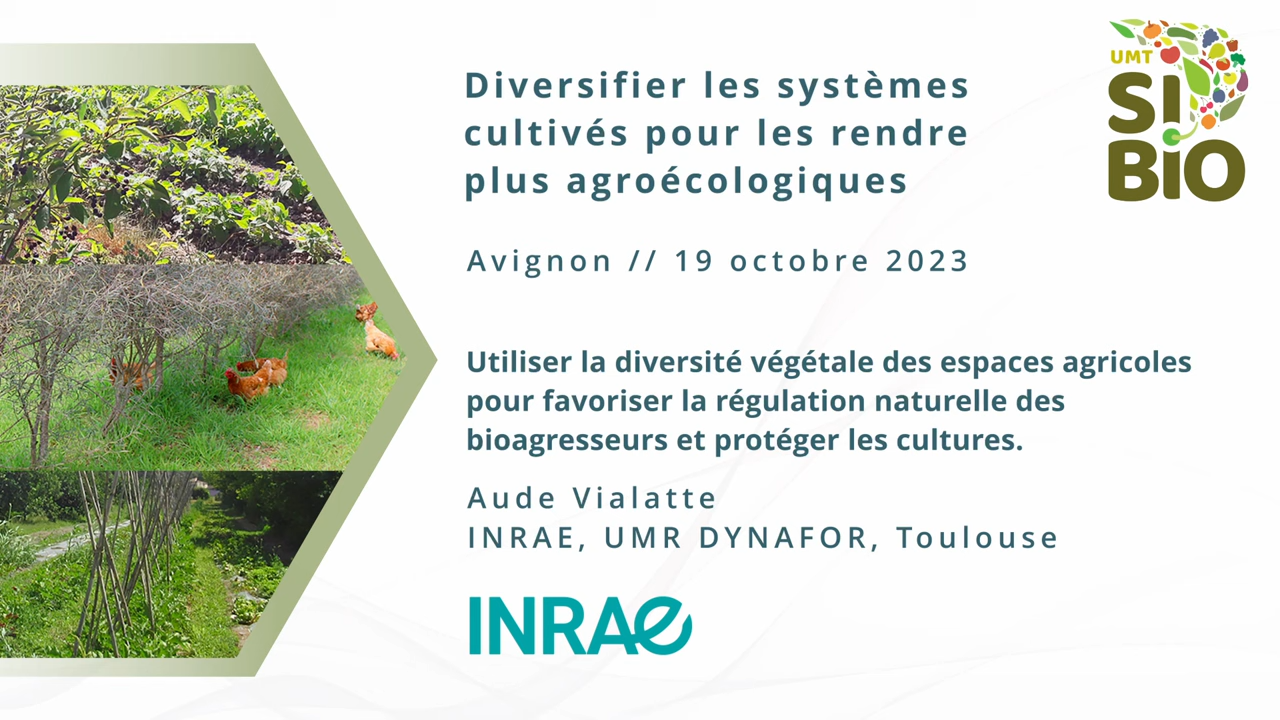 Diversifier les systèmes
cultivés pour les rendre
plus agroécologiques
UMT
SI
BIO
Avignon // 19 octobre 2023
Utiliser la diversité végétale des espaces agricoles
pour favoriser la régulation naturelle des
bioagresseurs et protéger les cultures.
Aude Vialatte
INRAE, UMR DYNAFOR, Toulouse
INRAE